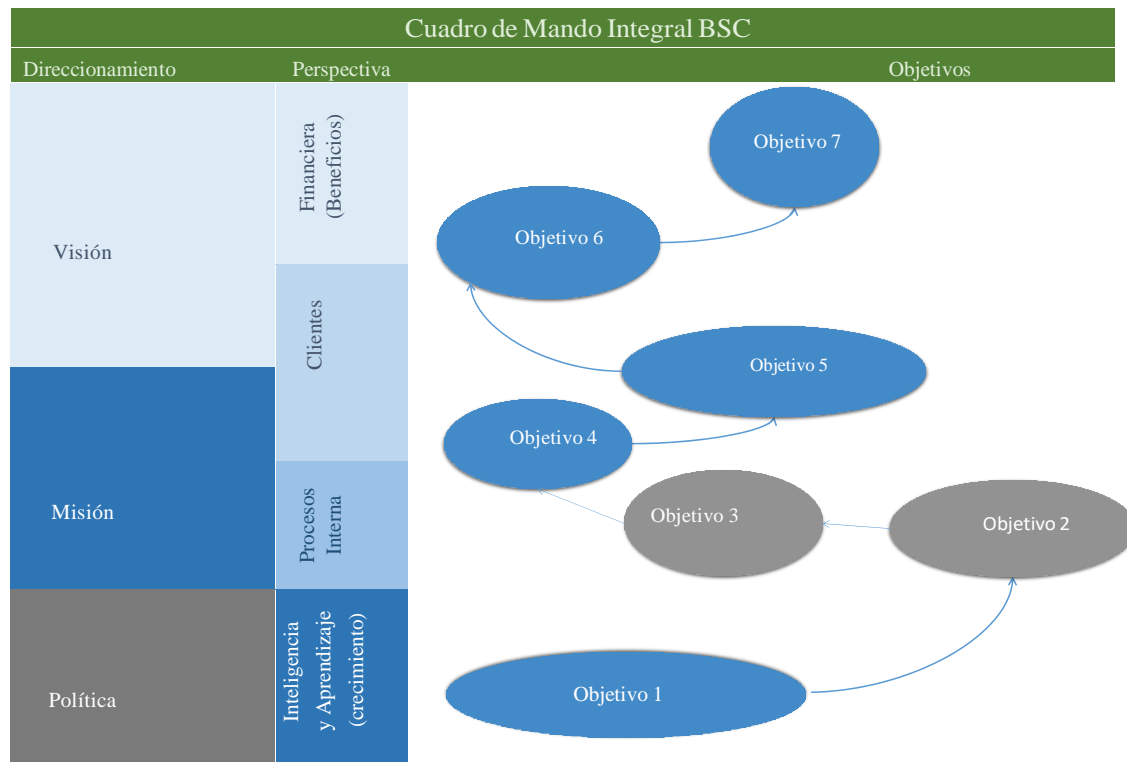 Cuadro de Mando Integral BSC
Direccionamiento
Perspectiva
Objetivos
Visión
Misión
Política
Financiera
(Beneficios)
Clientes
Procesos
Interna
Inteligencia
y Aprendizaje
(crecimiento)
Objetivo 7
Objetivo 6
Objetivo 5
Objetivo 4
Objetivo 3
Objetivo 2
Objetivo 1